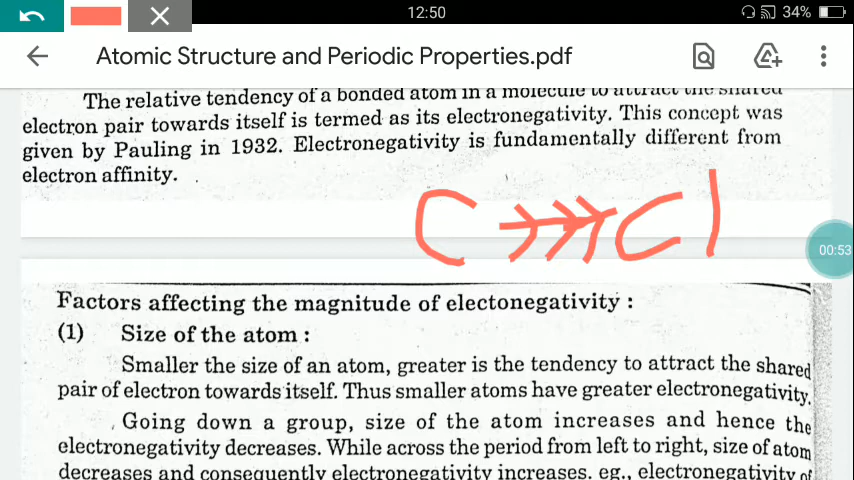 12:50
34%
Atomic Structure and Periodic Properties.pdf
The relative tendency of a bonded atom in a molecule to attract the shared
electron pair towards itself is termed as its electronegativity. This concept was
given by Pauling in 1932. Electronegativity is fundamentally different from
electron affinity.
C Cl
00:53
Factors affecting the magnitude of electonegativity :
(1) Size of the atom :
Smaller the size of an atom, greater is the tendency to attract the shared
pair of electron towards itself. Thus smaller atoms have greater electronegativity.
Going down a group, size of the atom increases and hence the
electronegativity decreases. While across the period from left to right, size of atom
decreases and consequently electronegativity increases. eg., electronegativity of